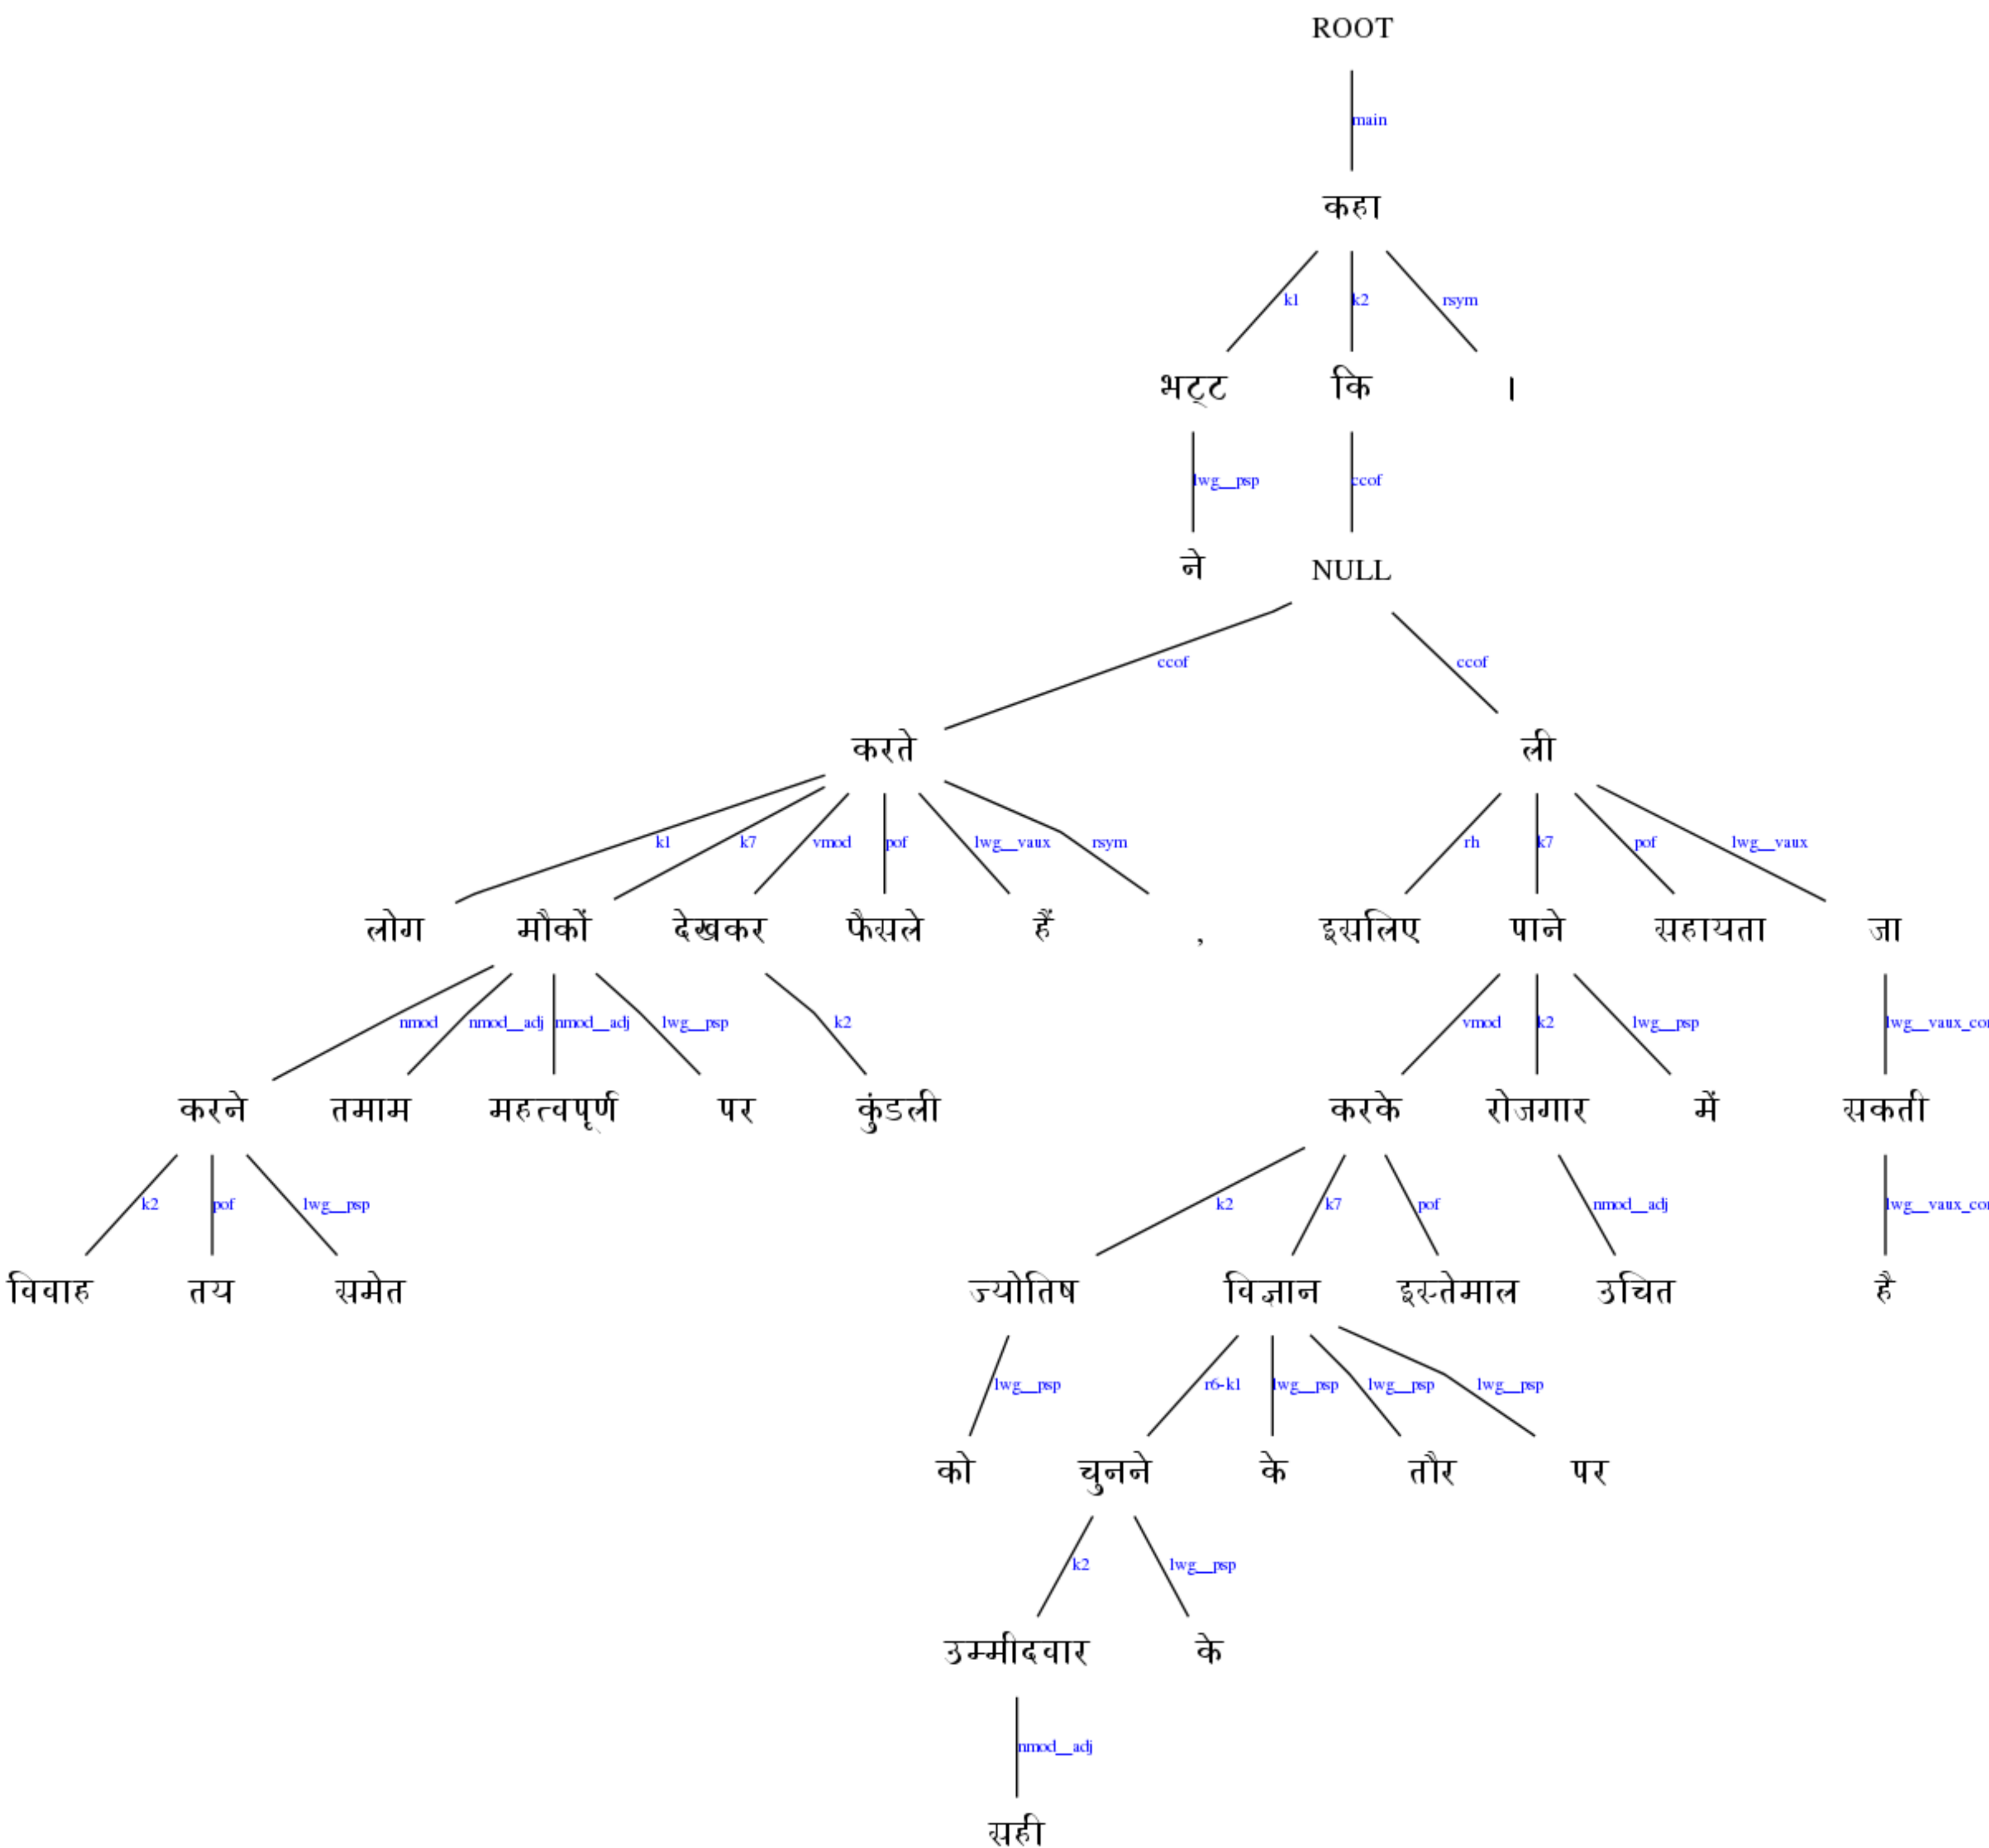 ROOT
main
कहा
k1 k2 rsym
भट्ट कि ।
lwg__psp ccof
ने NULL
ccof ccof
करते ली
k1 k7 vmod pof lwg__vaux rsym rh k7 pof lwg__vaux
लोग मौकों देखकर फैसले हैं , इसलिए पाने सहायता जा
nmod nmod__adj nmod__adj lwg__psp k2 vmod k2 lwg__psp lwg__vaux_con
करने तमाम महत्वपूर्ण पर कुंडली करके रोजगार में सकती
k2 pof lwg__psp k2 k7 pof nmod__adj lwg__vaux_con
विवाह तय समेत ज्योतिष विज्ञान इस्तेमाल उचित है
lwg__psp r6-k1 lwg__psp lwg__psp lwg__psp
को चुनने के तौर पर
k2 lwg__psp
उम्मीदवार के
nmod__adj
सही